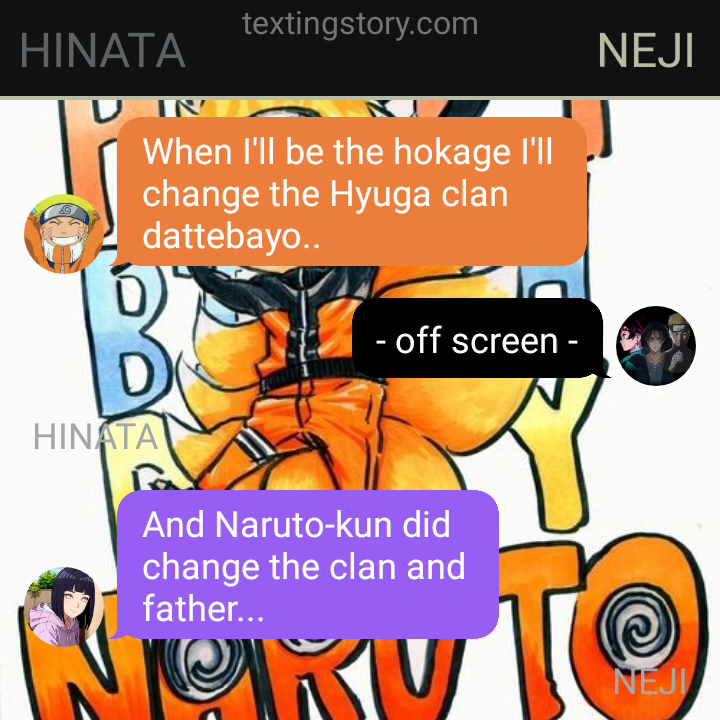 textingstory.com
HINATA
NEJI
When I'll be the hokage I'll
change the Hyuga clan
dattebayo..
- off screen -
HINATA
And Naruto-kun did
change the clan and
father...
NARUTO
NEJI